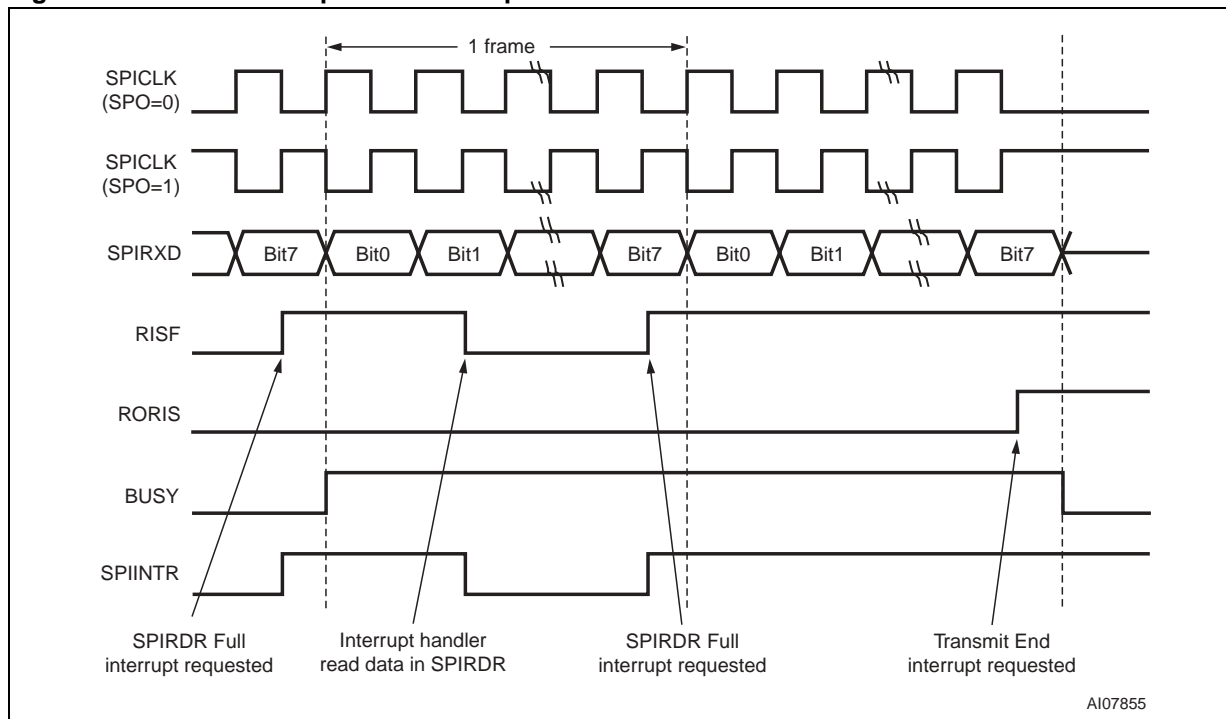 1 frame
SPICLK
(SPO=0)
SPICLK
(SPO=1)
SPIRXD
Bit7
Bit0
Bit1
Bit7
Bit0
Bit1
Bit7
RISF
RORIS
BUSY
SPIINTR
SPIRDR Full
interrupt requested
Interrupt handler
read data in SPIRDR
SPIRDR Full
interrupt requested
Transmit End
interrupt requested
AI07855